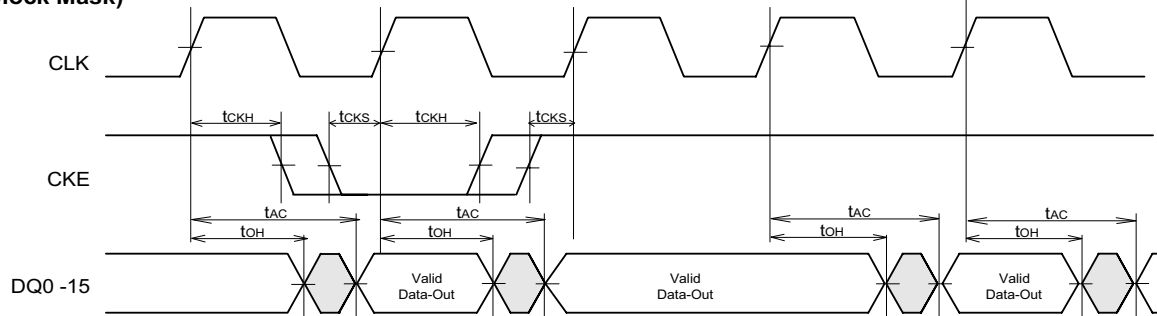 Mask)
CLK
tCKH tCKS tCKH tCKS
CKE
tAC tAC tAC tAC
tOH tOH tOH tOH
DQ0 -15
Valid
Data-Out
Valid
Data-Out
Valid
Data-Out